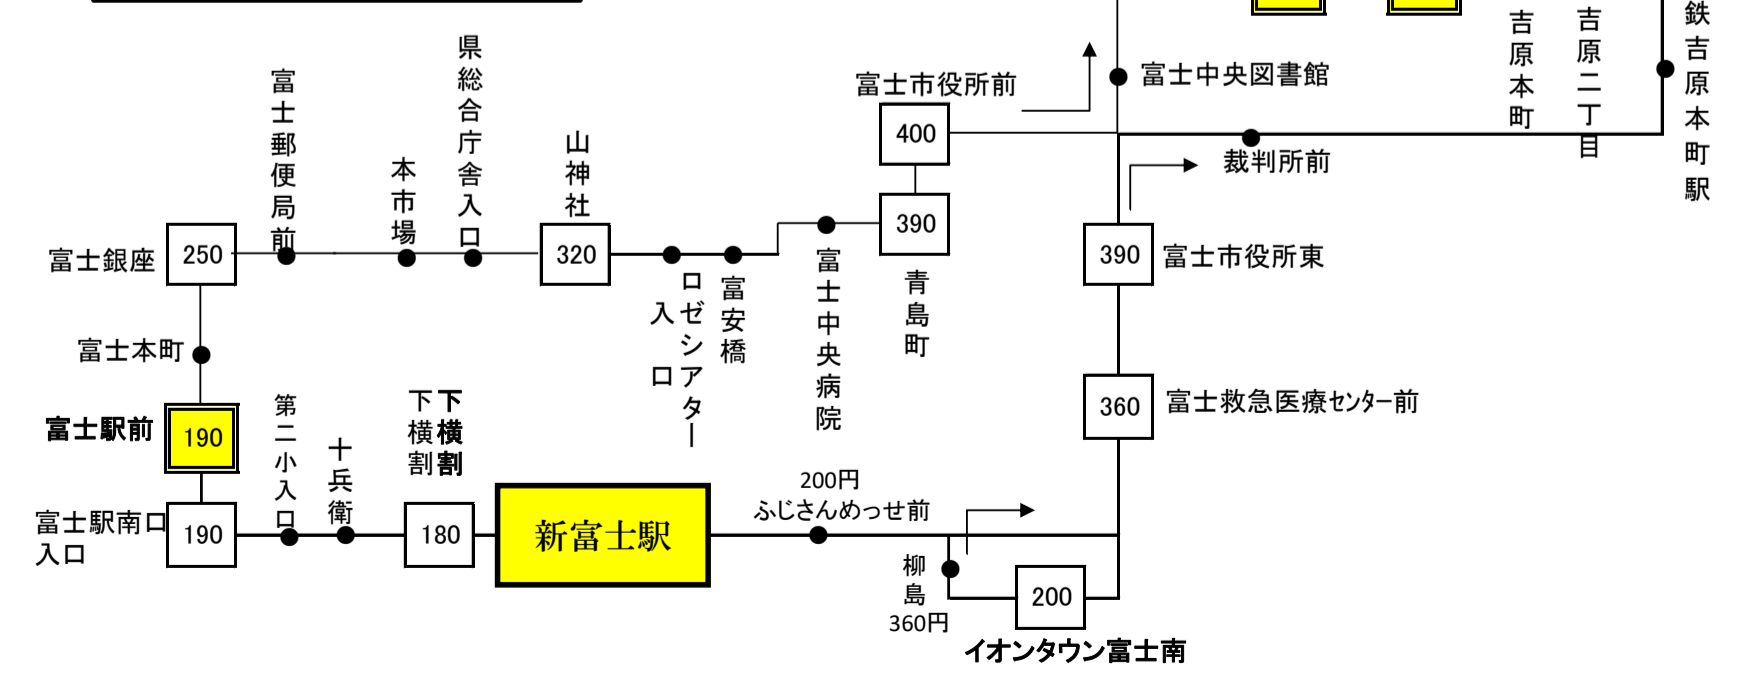 鉄吉原本町駅
吉原二丁目
吉原本町
富士中央図書館
富士市役所前
400
裁判所前
県総合庁舎入口
富士郵便局前
本市場
山神社
390
富士銀座
250
320
390
富士市役所東
ロゼシアター
入口
富安橋
富士中央病院
青島町
富士本町
360
富士救急医療センター前
富士駅前
190
第二小入口
十兵衛
下横割
下横割
200円
ふじさんめっせ前
富士駅南口
入口
190
180
新富士駅
柳島
360円
200
イオンタウン富士南